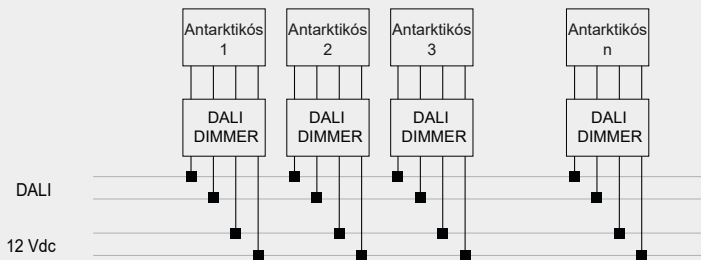 Antarktikós
1
Antarktikós
2
Antarktikós
3
Antarktikós
n
DALI
DIMMER
DALI
DIMMER
DALI
DIMMER
DALI
DIMMER
DALI
12 Vdc